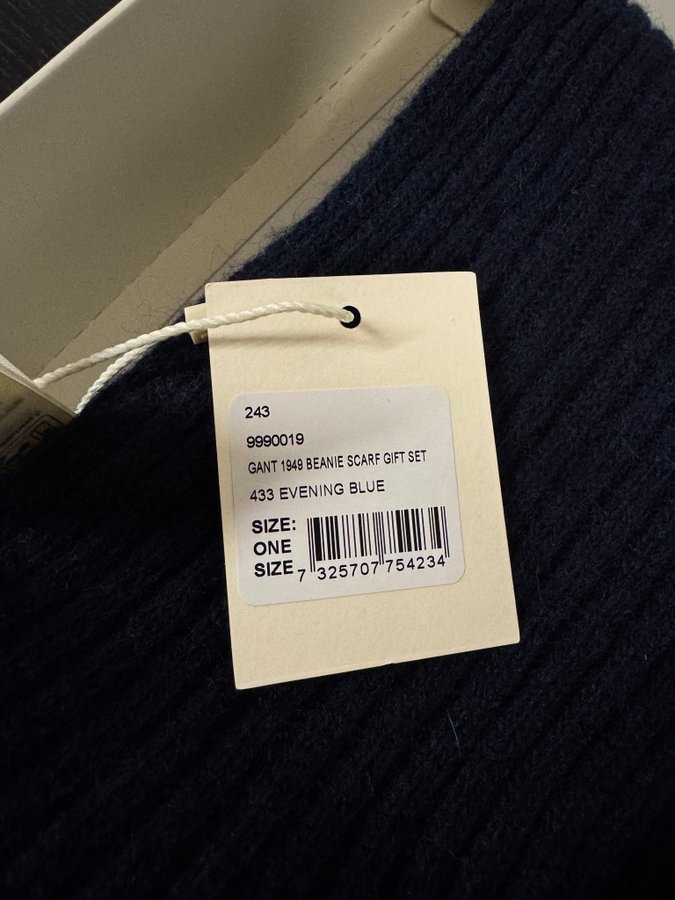 243
9990019
GANT 1949 BEANIE SCARF GIFT SET
433 EVENING BLUE
SIZE:
ONE
SIZE
7 325707 754234